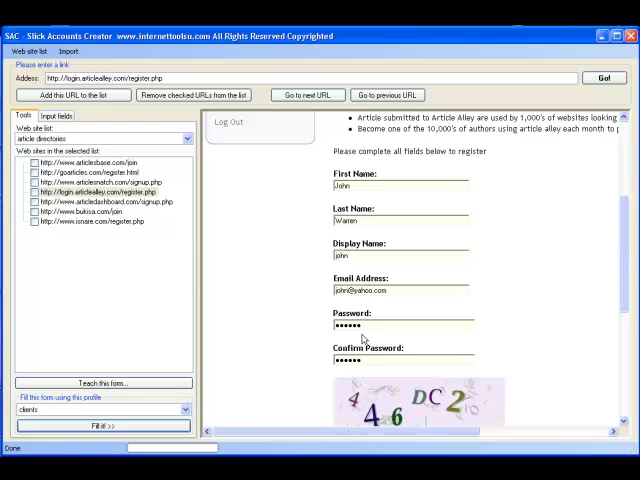 SAC - Slick Accounts Creator www.internettoolsu.com All Rights Reserved Copyrighted
Web site list Import
Please enter a link
Address: http://login.articlealley.com/register.php Go!
Add this URL to the list Remove checked URLs from the list Go to next URL Go to previous URL
Tools Input fields
Web site list:
article directories
Web sites in the selected list:
http://www.articlesbase.com/join
http://goarticles.com/register.html
http://www.articlesnatch.com/signup.php
http://login.articlealley.com/register.php
http://www.articledashboard.com/signup.php
http://www.bukisa.com/join
http://www.isnare.com/register.php
Teach this form...
Fill this form using this profile
clients
Fill it! >>
Log Out
• Article submitted to Article Alley are used by 1,000's of websites looking
• Become one of the 10,000's of authors using article alley each month to p
Please complete all fields below to register
First Name:
John
Last Name:
Warren
Display Name:
john
Email Address:
john@yahoo.com
Password:
••••••
Confirm Password:
••••••
4 4 6 DC 2
Done